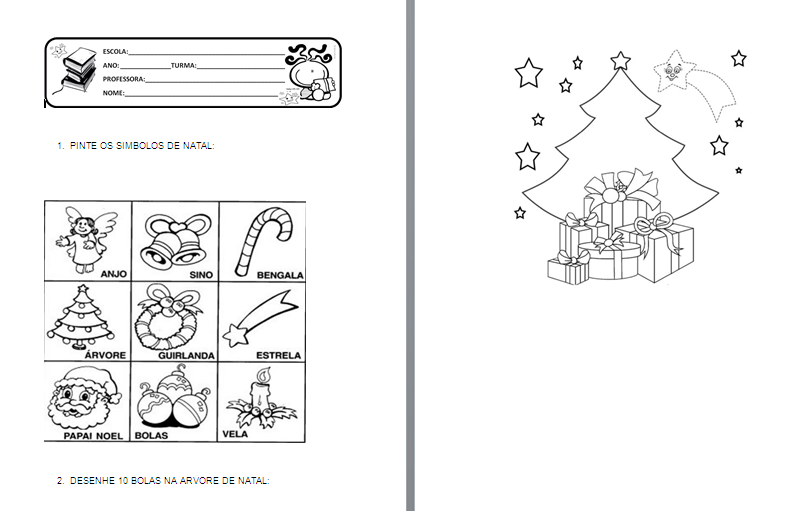 ESCOLA:
ANO: TURMA:
PROFESSORA:
NOME:
1. PINTE OS SIMBOLOS DE NATAL:
ANJO SINO BENGALA
ÁRVORE GUIRLANDA ESTRELA
PAPAI NOEL BOLAS VELA
2. DESENHE 10 BOLAS NA ARVORE DE NATAL: